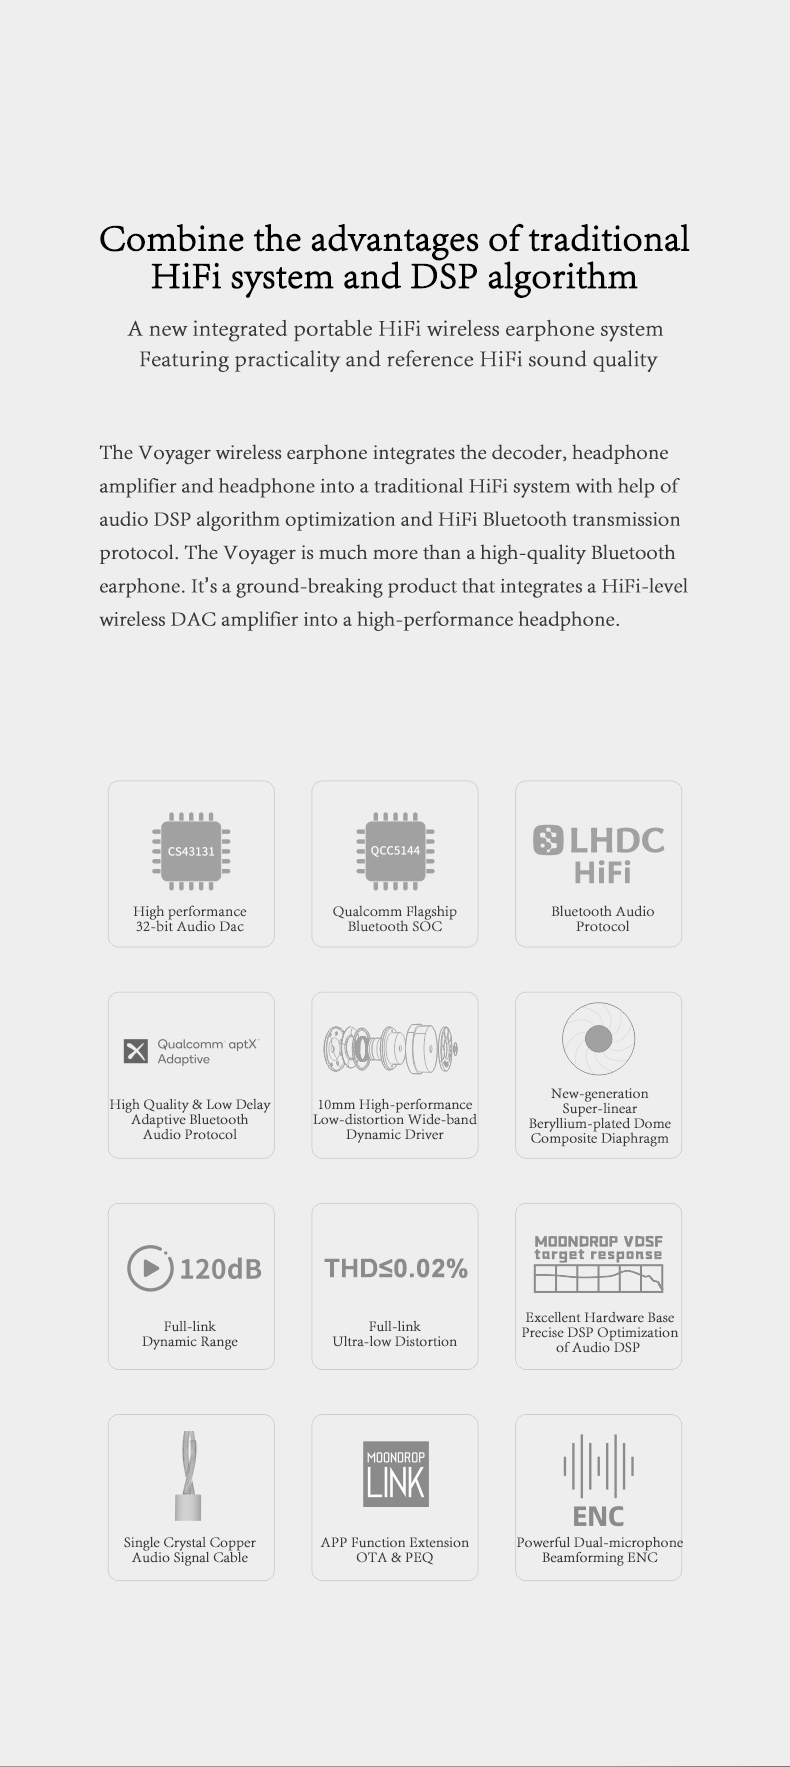 Combine the advantages of traditional
HiFi system and DSP algorithm
A new integrated portable HiFi wireless earphone system
Featuring practicality and reference HiFi sound quality
The Voyager wireless earphone integrates the decoder, headphone
amplifier and headphone into a traditional HiFi system with help of
audio DSP algorithm optimization and HiFi Bluetooth transmission
protocol. The Voyager is much more than a high-quality Bluetooth
earphone. It's a ground-breaking product that integrates a HiFi-level
wireless DAC amplifier into a high-performance headphone.
CS43131
High performance
32-bit Audio Dac
QCC5144
Qualcomm Flagship
Bluetooth SOC
LHDC
HiFi
Bluetooth Audio
Protocol
Qualcomm aptX
Adaptive
High Quality & Low Delay
Adaptive Bluetooth
Audio Protocol
10mm High-performance
Low-distortion Wide-band
Dynamic Driver
New-generation
Super-linear
Beryllium-plated Dome
Composite Diaphragm
120dB
Full-link
Dynamic Range
THD≤0.02%
Full-link
Ultra-low Distortion
MOONDROP VDSF
target response
Excellent Hardware Base
Precise DSP Optimization
of Audio DSP
Single Crystal Copper
Audio Signal Cable
MOONDROP
LINK
APP Function Extension
OTA & PEQ
ENC
Powerful Dual-microphone
Beamforming ENC